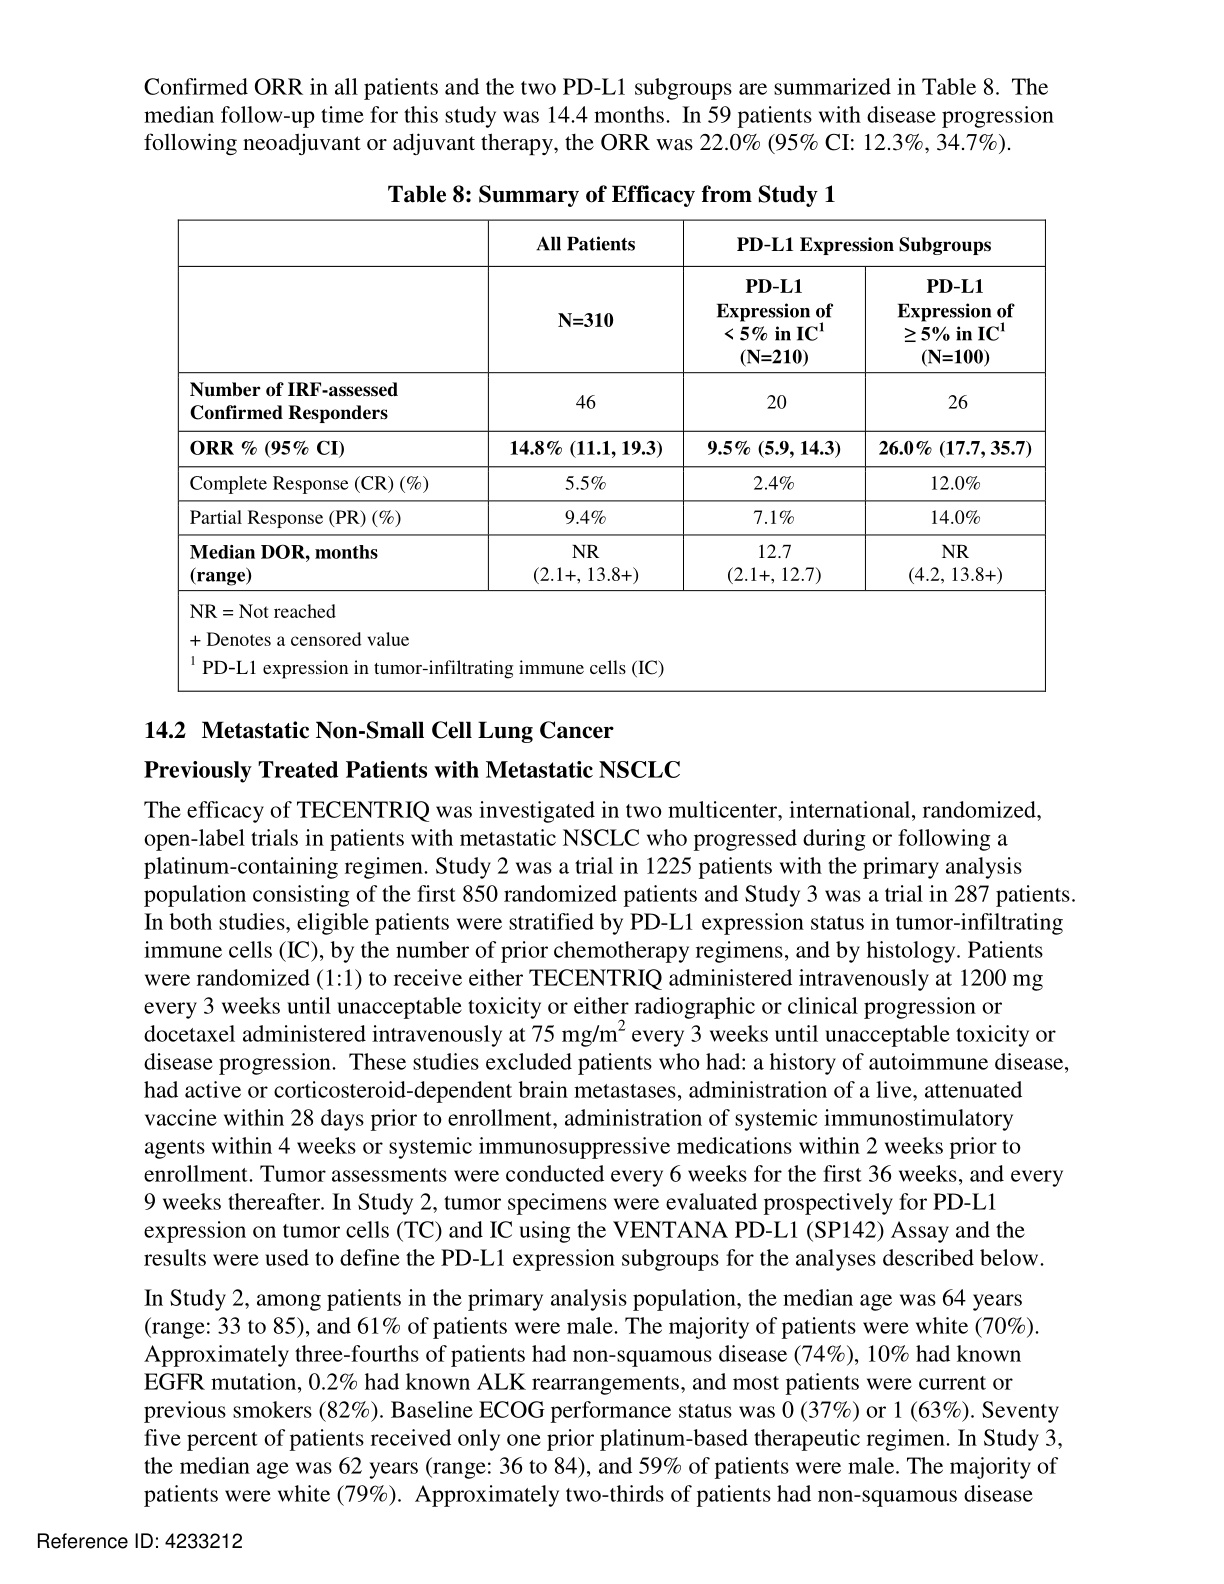 Confirmed ORR in all patients and the two PD-L1 subgroups are summarized in Table 8.  The
median follow-up time for this study was 14.4 months.  In 59 patients with disease progression
following neoadjuvant or adjuvant therapy, the ORR was 22.0% (95% CI: 12.3%, 34.7%).
Table 8: Summary of Efficacy from Study 1
All Patients PD-L1 Expression Subgroups
N=310
PD-L1
Expression of
< 5% in IC¹
(N=210)
PD-L1
Expression of
≥ 5% in IC¹
(N=100)
Number of IRF-assessed
Confirmed Responders
46 20 26
ORR % (95% CI) 14.8% (11.1, 19.3) 9.5% (5.9, 14.3) 26.0% (17.7, 35.7)
Complete Response (CR) (%) 5.5% 2.4% 12.0%
Partial Response (PR) (%) 9.4% 7.1% 14.0%
Median DOR, months NR 12.7 NR
(range) (2.1+, 13.8+) (2.1+, 12.7) (4.2, 13.8+)
NR = Not reached
+ Denotes a censored value
¹ PD-L1 expression in tumor-infiltrating immune cells (IC)
14.2 Metastatic Non-Small Cell Lung Cancer
Previously Treated Patients with Metastatic NSCLC
The efficacy of TECENTRIQ was investigated in two multicenter, international, randomized,
open-label trials in patients with metastatic NSCLC who progressed during or following a
platinum-containing regimen. Study 2 was a trial in 1225 patients with the primary analysis
population consisting of the first 850 randomized patients and Study 3 was a trial in 287 patients.
In both studies, eligible patients were stratified by PD-L1 expression status in tumor-infiltrating
immune cells (IC), by the number of prior chemotherapy regimens, and by histology. Patients
were randomized (1:1) to receive either TECENTRIQ administered intravenously at 1200 mg
every 3 weeks until unacceptable toxicity or either radiographic or clinical progression or
docetaxel administered intravenously at 75 mg/m² every 3 weeks until unacceptable toxicity or
disease progression.  These studies excluded patients who had: a history of autoimmune disease,
had active or corticosteroid-dependent brain metastases, administration of a live, attenuated
vaccine within 28 days prior to enrollment, administration of systemic immunostimulatory
agents within 4 weeks or systemic immunosuppressive medications within 2 weeks prior to
enrollment. Tumor assessments were conducted every 6 weeks for the first 36 weeks, and every
9 weeks thereafter. In Study 2, tumor specimens were evaluated prospectively for PD-L1
expression on tumor cells (TC) and IC using the VENTANA PD-L1 (SP142) Assay and the
results were used to define the PD-L1 expression subgroups for the analyses described below.
In Study 2, among patients in the primary analysis population, the median age was 64 years
(range: 33 to 85), and 61% of patients were male. The majority of patients were white (70%).
Approximately three-fourths of patients had non-squamous disease (74%), 10% had known
EGFR mutation, 0.2% had known ALK rearrangements, and most patients were current or
previous smokers (82%). Baseline ECOG performance status was 0 (37%) or 1 (63%). Seventy
five percent of patients received only one prior platinum-based therapeutic regimen. In Study 3,
the median age was 62 years (range: 36 to 84), and 59% of patients were male. The majority of
patients were white (79%).  Approximately two-thirds of patients had non-squamous disease
Reference ID: 4233212